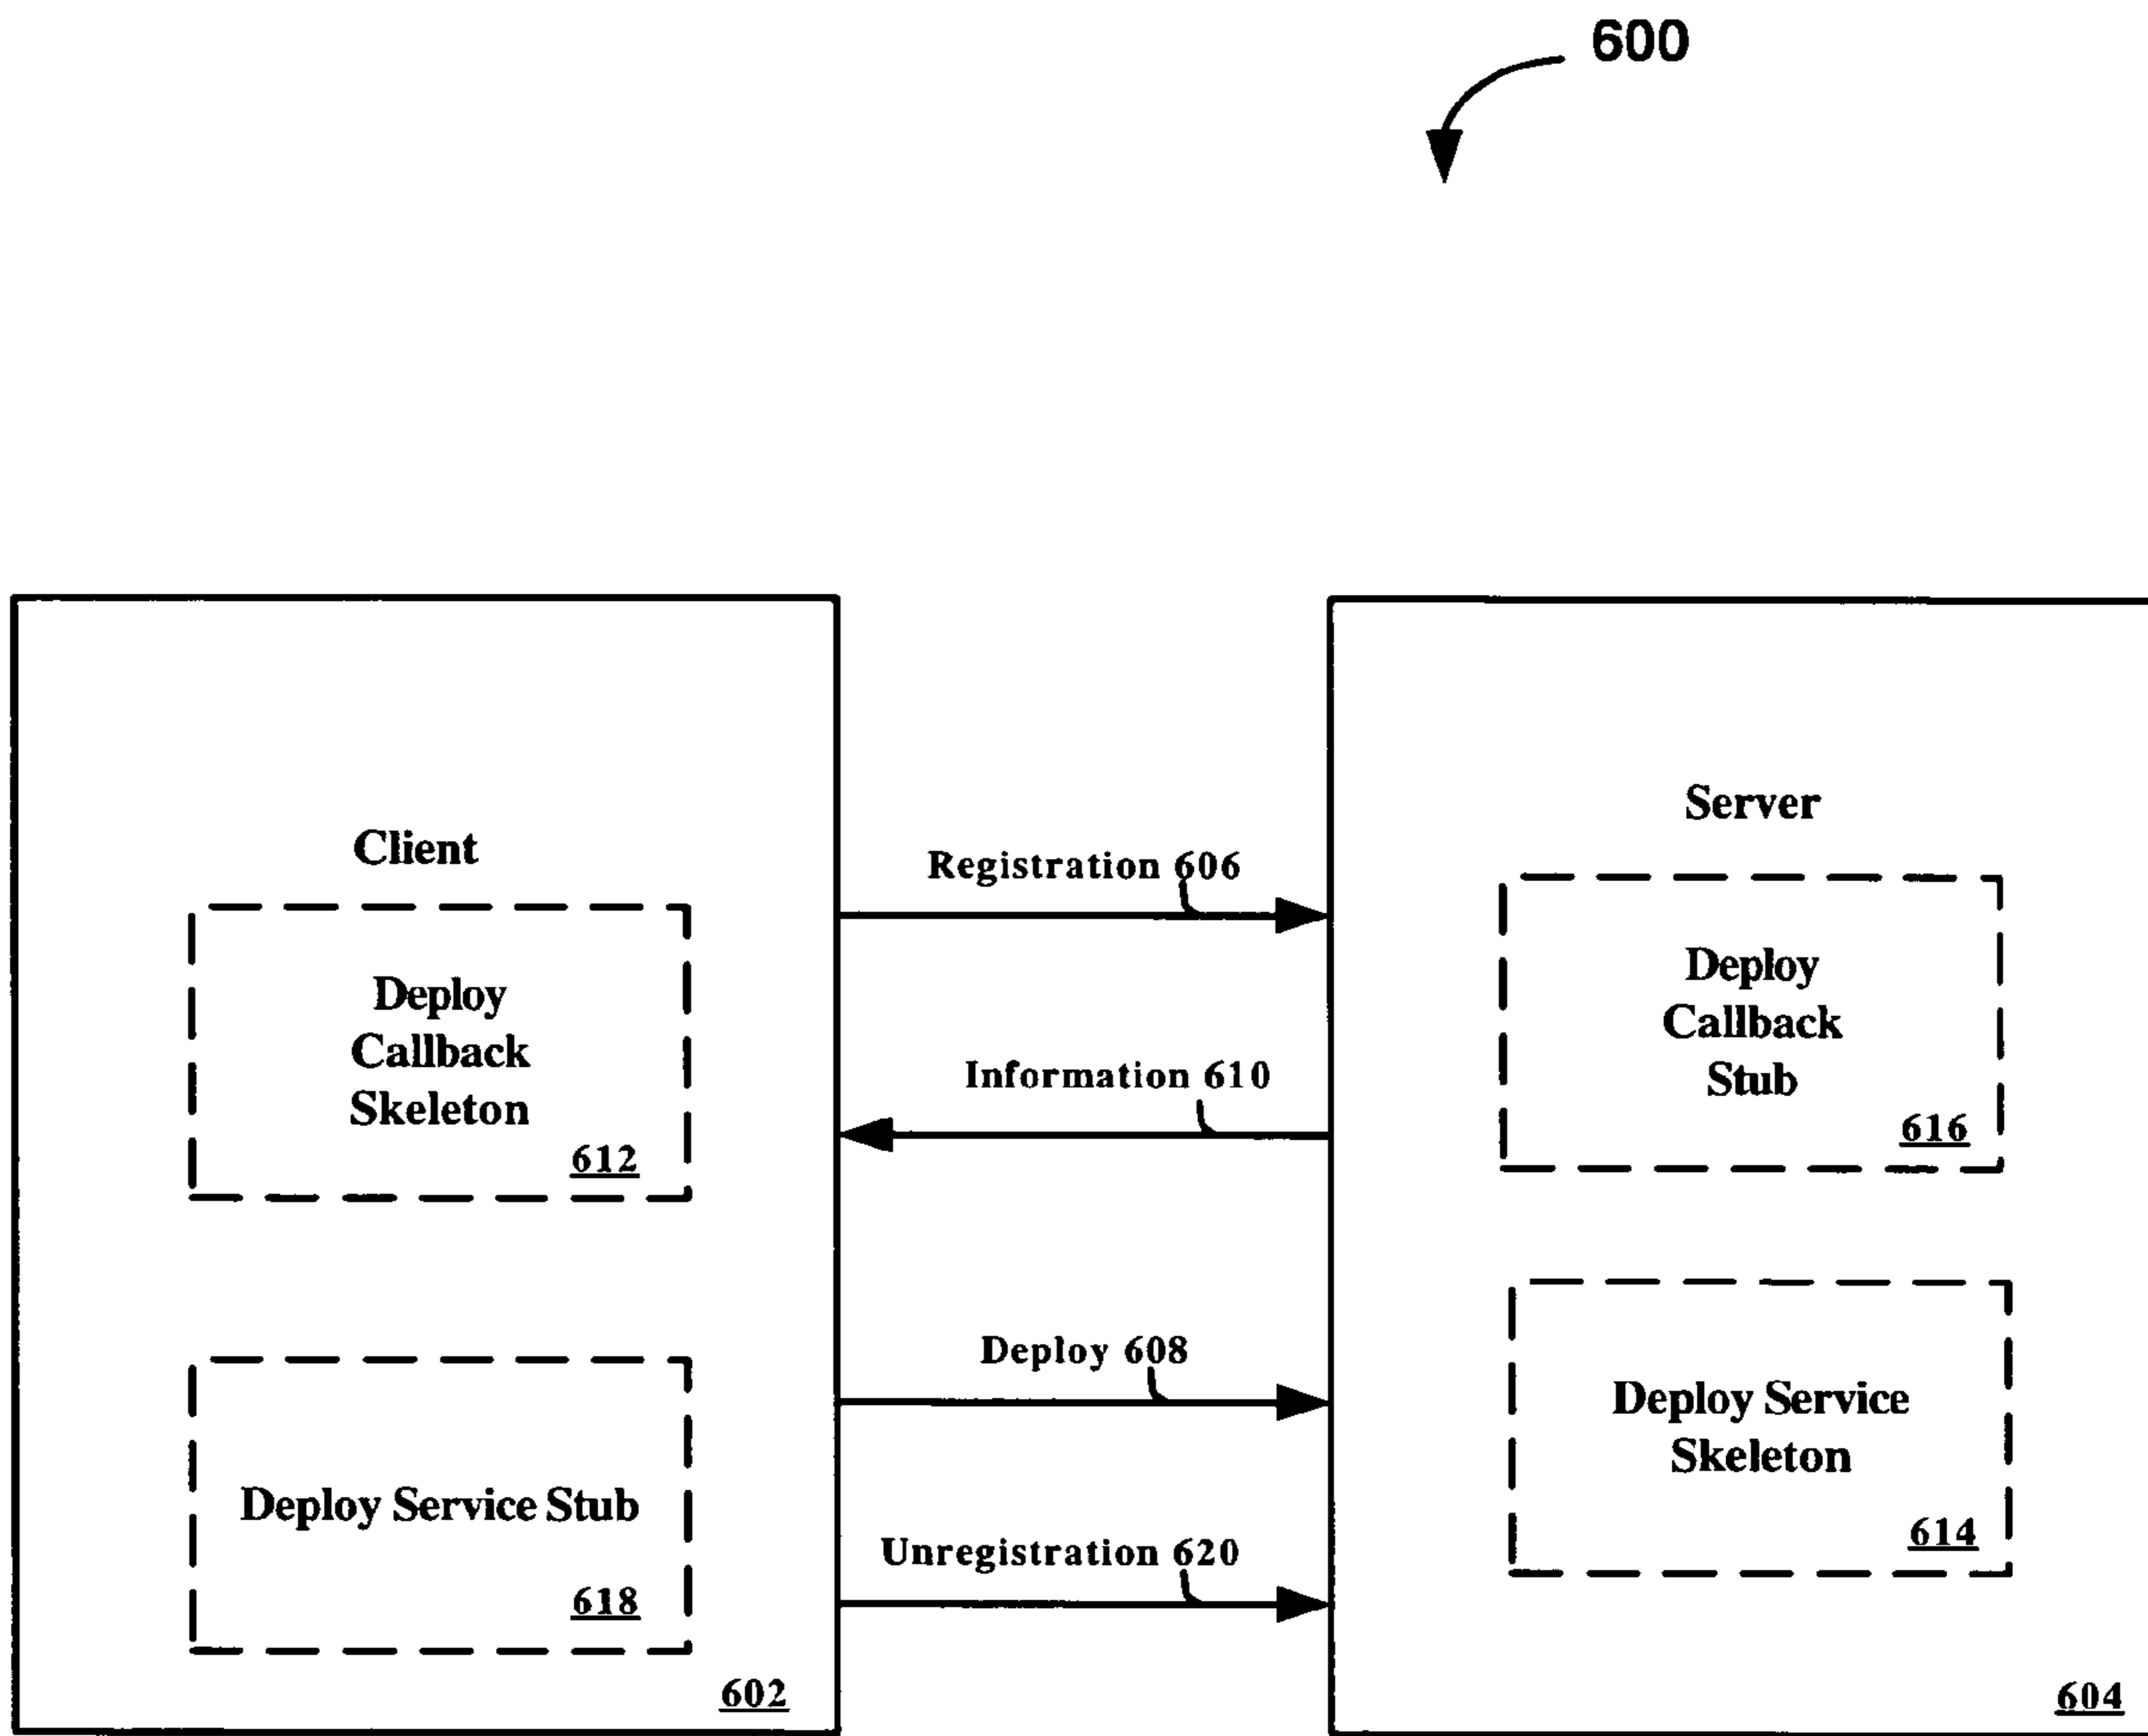 600
Client
Deploy
Callback
Skeleton
612
Deploy Service Stub
618
602
Registration 606
Information 610
Deploy 608
Unregistration 620
Server
Deploy
Callback
Stub
616
Deploy Service
Skeleton
614
604